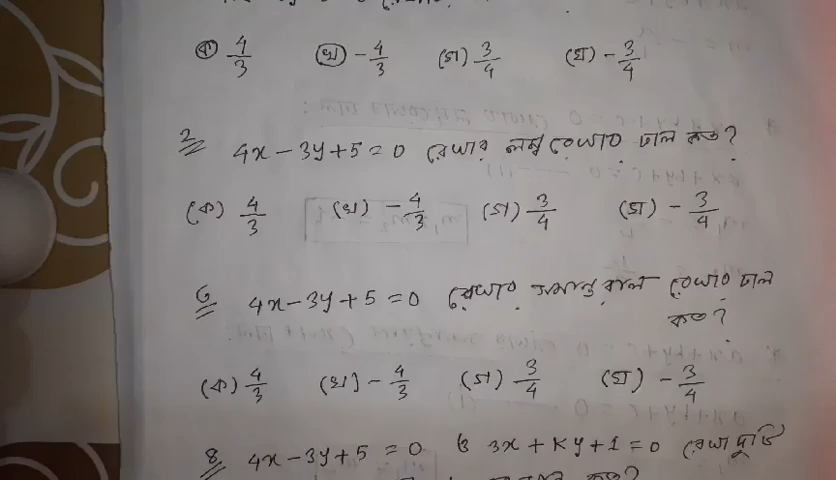 (ক) 4/3 (খ) -4/3 (গ) 3/4 (ঘ) -3/4
২ 4x-3y+5=0 রেখার লম্ব রেখার ঢাল কত?
(ক) 4/3 (খ) -4/3 (গ) 3/4 (ঘ) -3/4
৩ 4x-3y+5=0 রেখার সমান্তরাল রেখার ঢাল
কত?
(ক) 4/3 (খ) -4/3 (গ) 3/4 (ঘ) -3/4
৪ 4x-3y+5=0 ও 3x+ky+1=0 রেখা দুটি
কত?